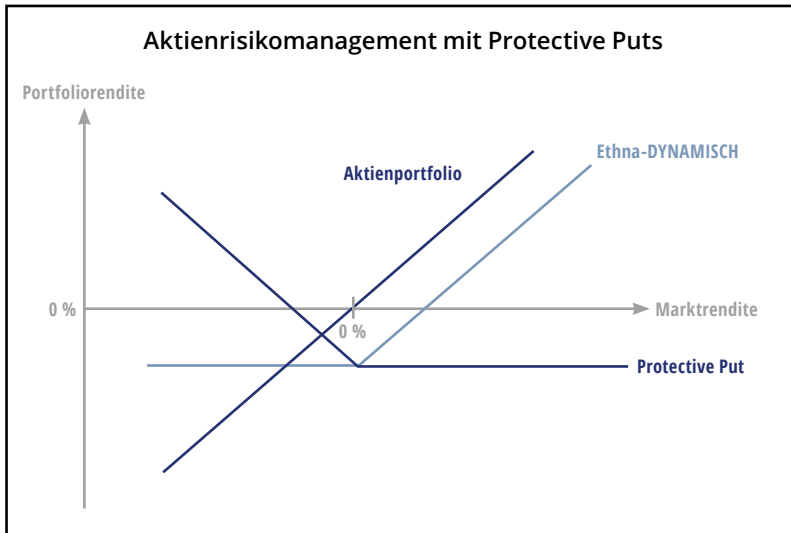 Aktienrisikomanagement mit Protective Puts
Portfoliorendite
Ethna-DYNAMISCH
Aktienportfolio
0 %
Marktrendite
0 %
Protective Put